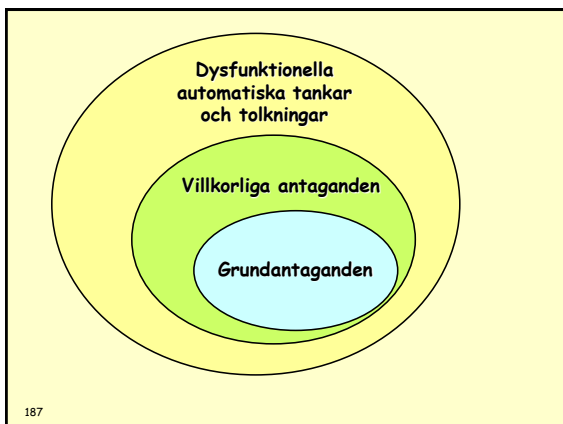 Dysfunktionella
automatiska tankar
och tolkningar
Villkorliga antaganden
Grundantaganden
187